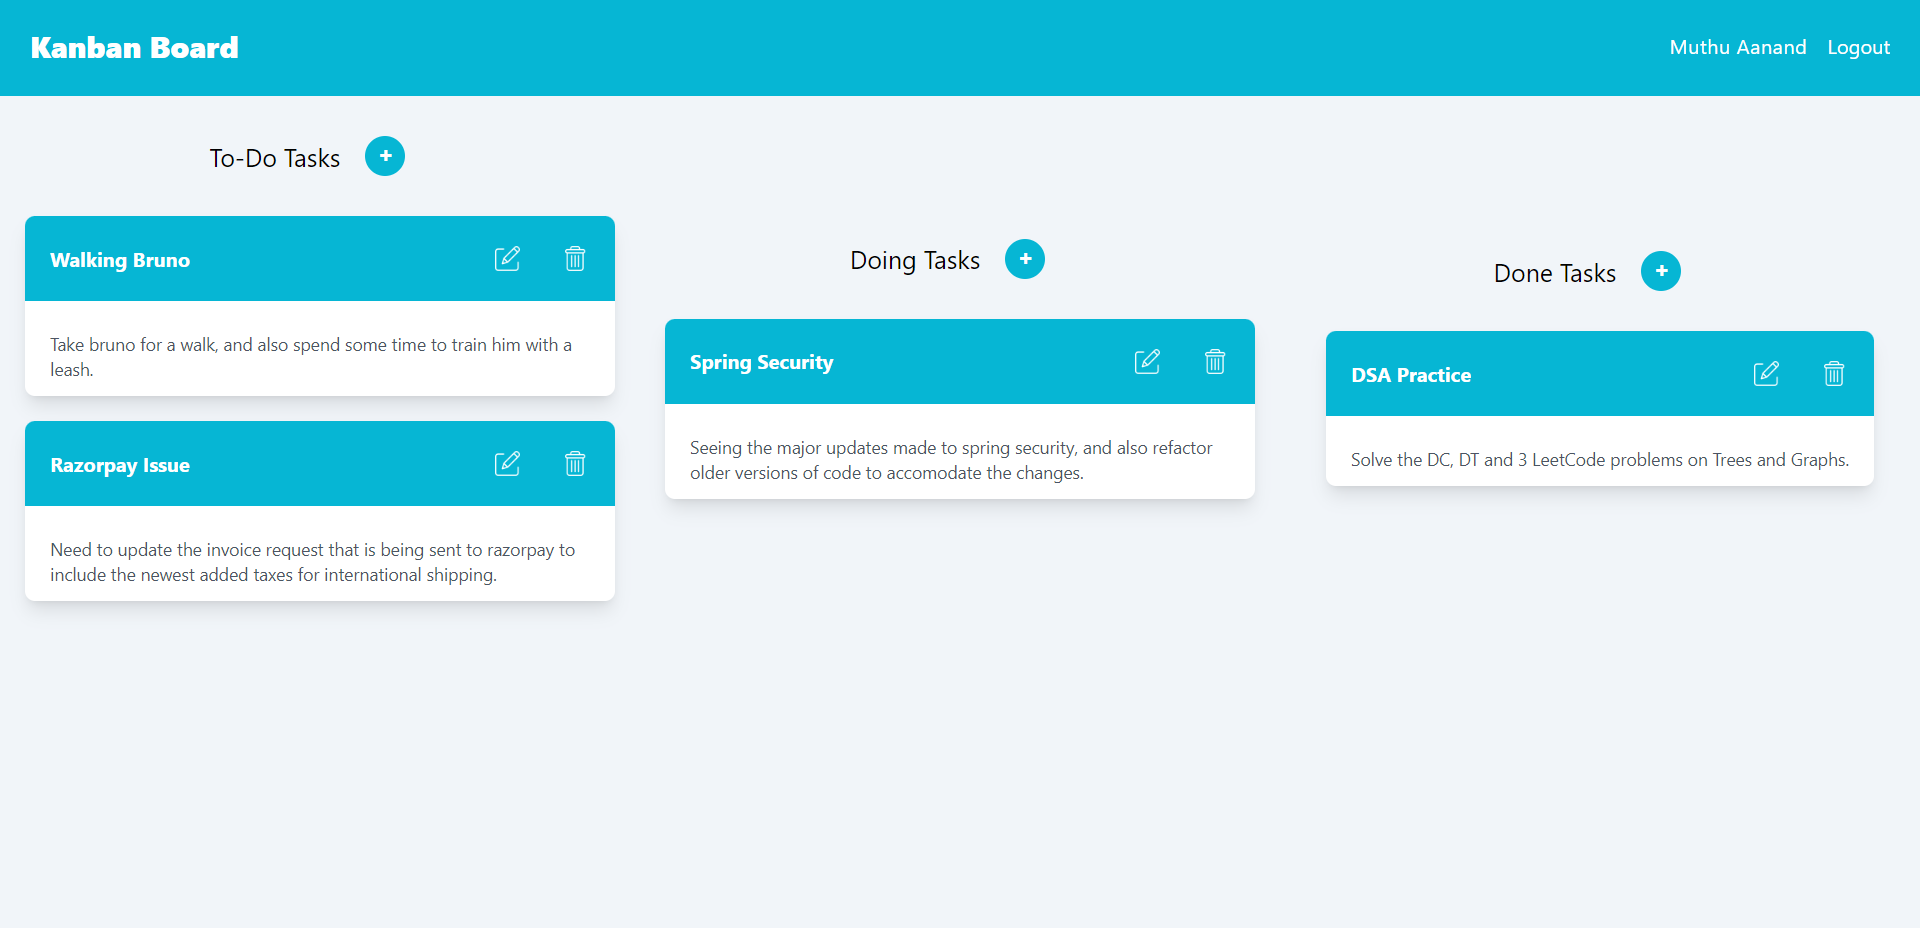 Kanban Board
Muthu Aanand Logout
To-Do Tasks +
Walking Bruno
Take bruno for a walk, and also spend some time to train him with a
leash.
Razorpay Issue
Need to update the invoice request that is being sent to razorpay to
include the newest added taxes for international shipping.
Doing Tasks +
Spring Security
Seeing the major updates made to spring security, and also refactor
older versions of code to accomodate the changes.
Done Tasks +
DSA Practice
Solve the DC, DT and 3 LeetCode problems on Trees and Graphs.